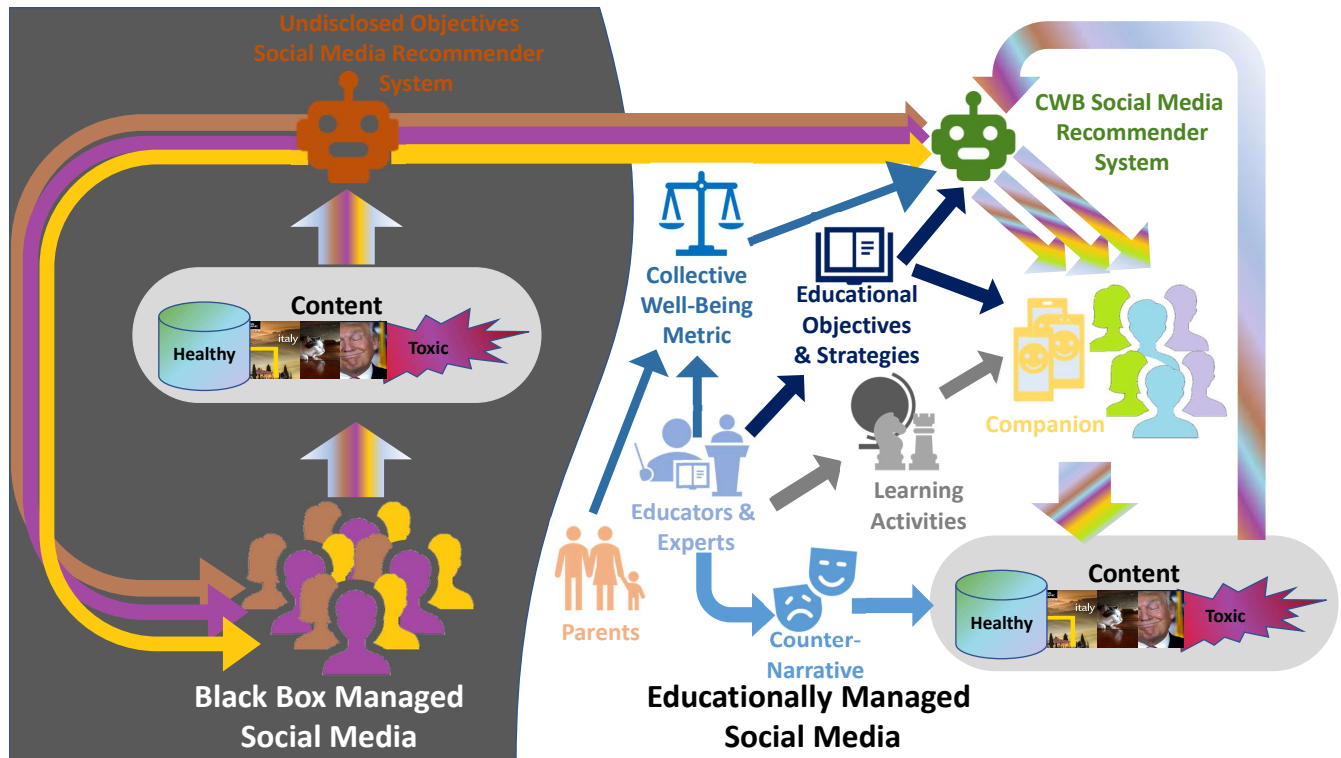 Undisclosed Objectives
Social Media Recommender
System
CWB Social Media
Recommender
System
Collective
Well-Being
Metric
Educational
Objectives
& Strategies
Content
Healthy
italy
Toxic
Companion
Learning
Activities
Educators &
Experts
Parents
Counter-
Narrative
Content
Healthy
italy
Toxic
Black Box Managed
Social Media
Educationally Managed
Social Media